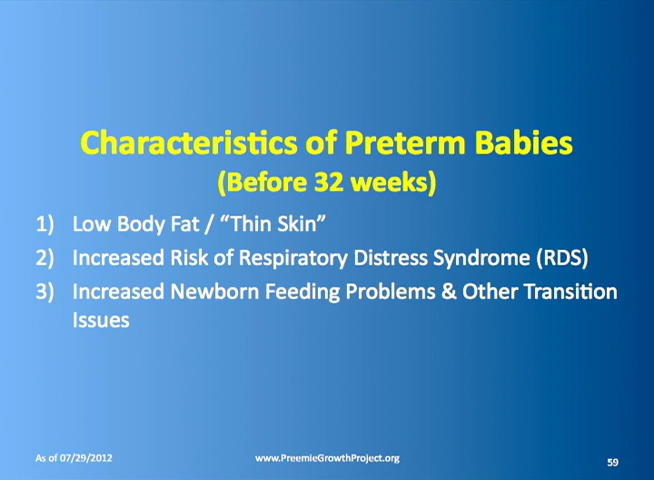 Characteristics of Preterm Babies
(Before 32 weeks)
1) Low Body Fat / “Thin Skin”
2) Increased Risk of Respiratory Distress Syndrome (RDS)
3) Increased Newborn Feeding Problems & Other Transition
Issues
As of 07/29/2012
www.PreemieGrowthProject.org
59